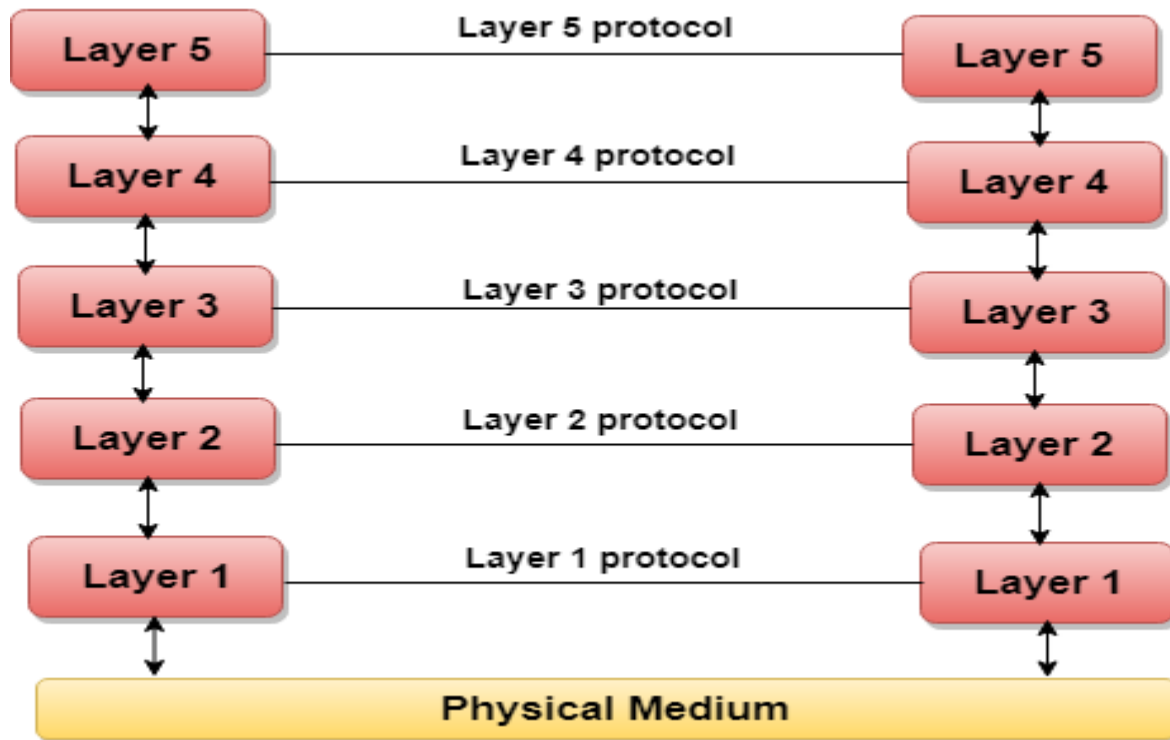 Layer 5 protocol
Layer 5
Layer 5
Layer 4 protocol
Layer 4
Layer 4
Layer 3 protocol
Layer 3
Layer 3
Layer 2 protocol
Layer 2
Layer 2
Layer 1 protocol
Layer 1
Layer 1
Physical Medium